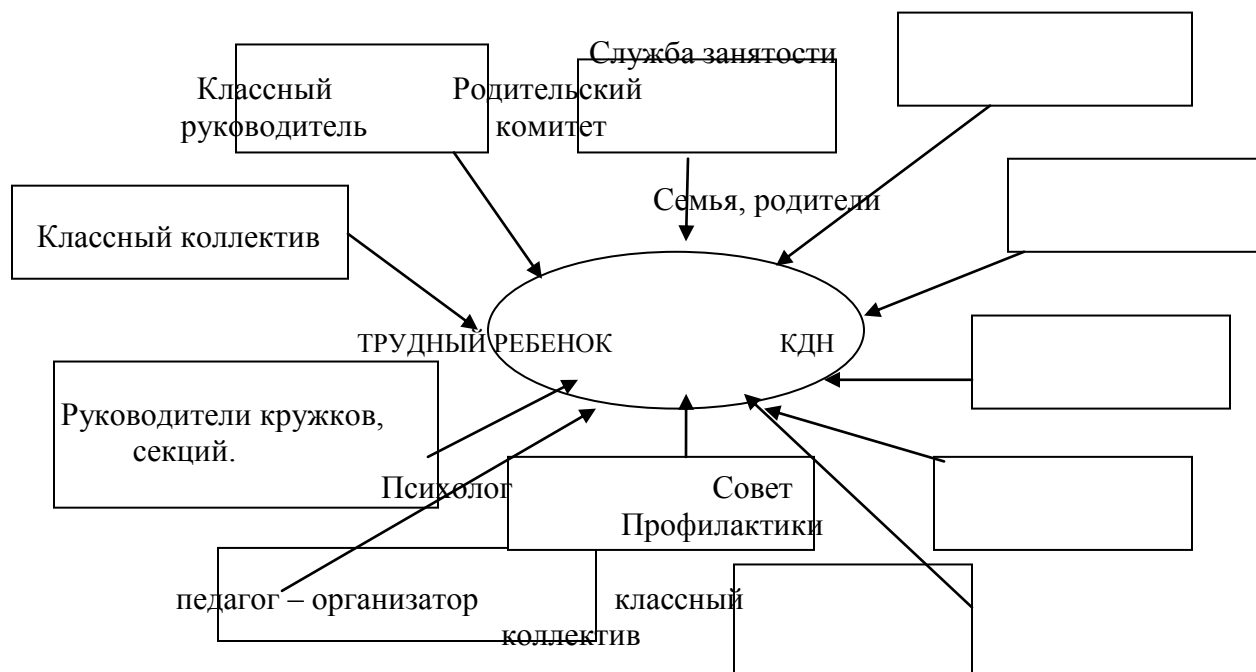 Служба занятости
Классный Родительский
руководитель комитет
Семья, родители
Классный коллектив
ТРУДНЫЙ РЕБЕНОК КДН
Руководители кружков,
секций.
Психолог Совет
Профилактики
педагог – организатор классный
коллектив